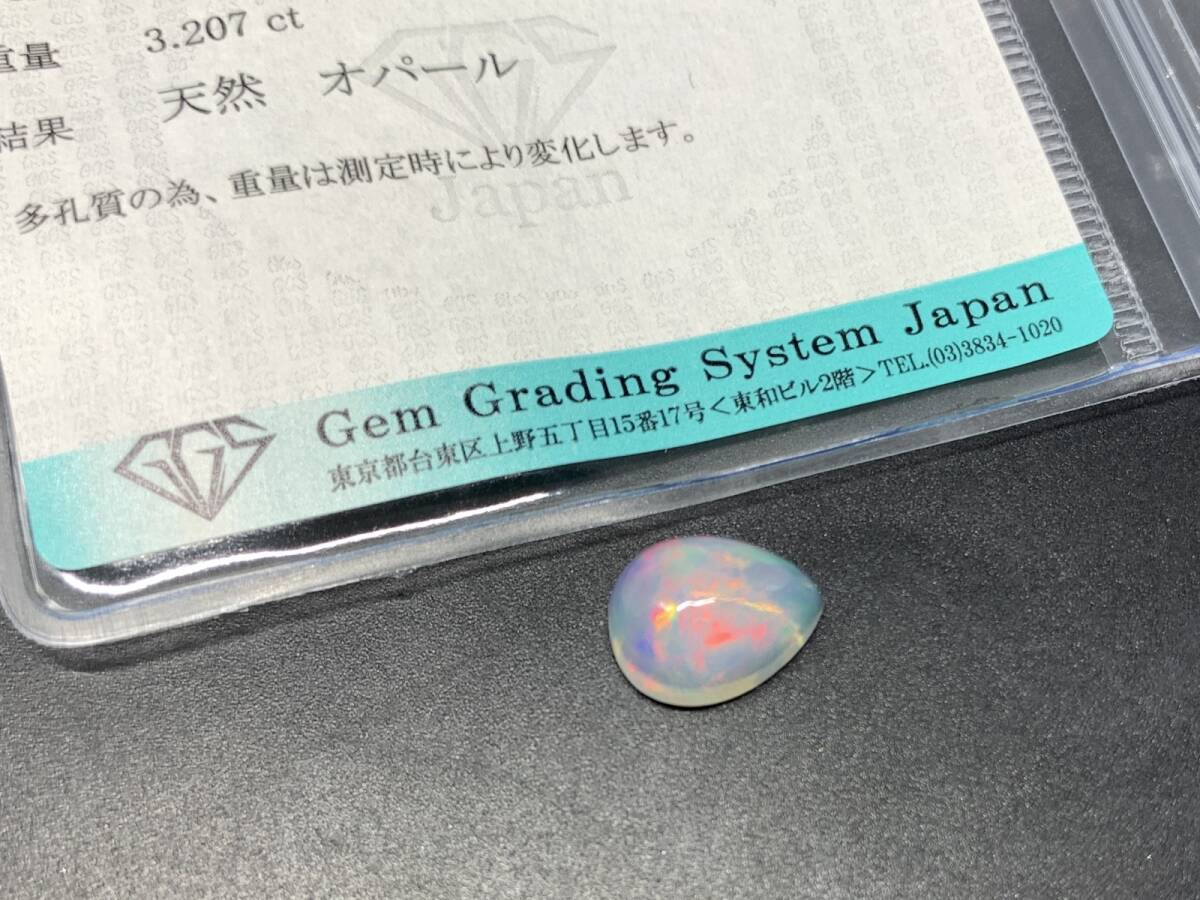 重量 3.207 ct
結果 天然 オパール
多孔質の為、重量は測定時により変化します。
Japan
GGS
Gem Grading System Japan
東京都台東区上野五丁目15番17号<東和ビル2階>TEL.(03)3834-1020